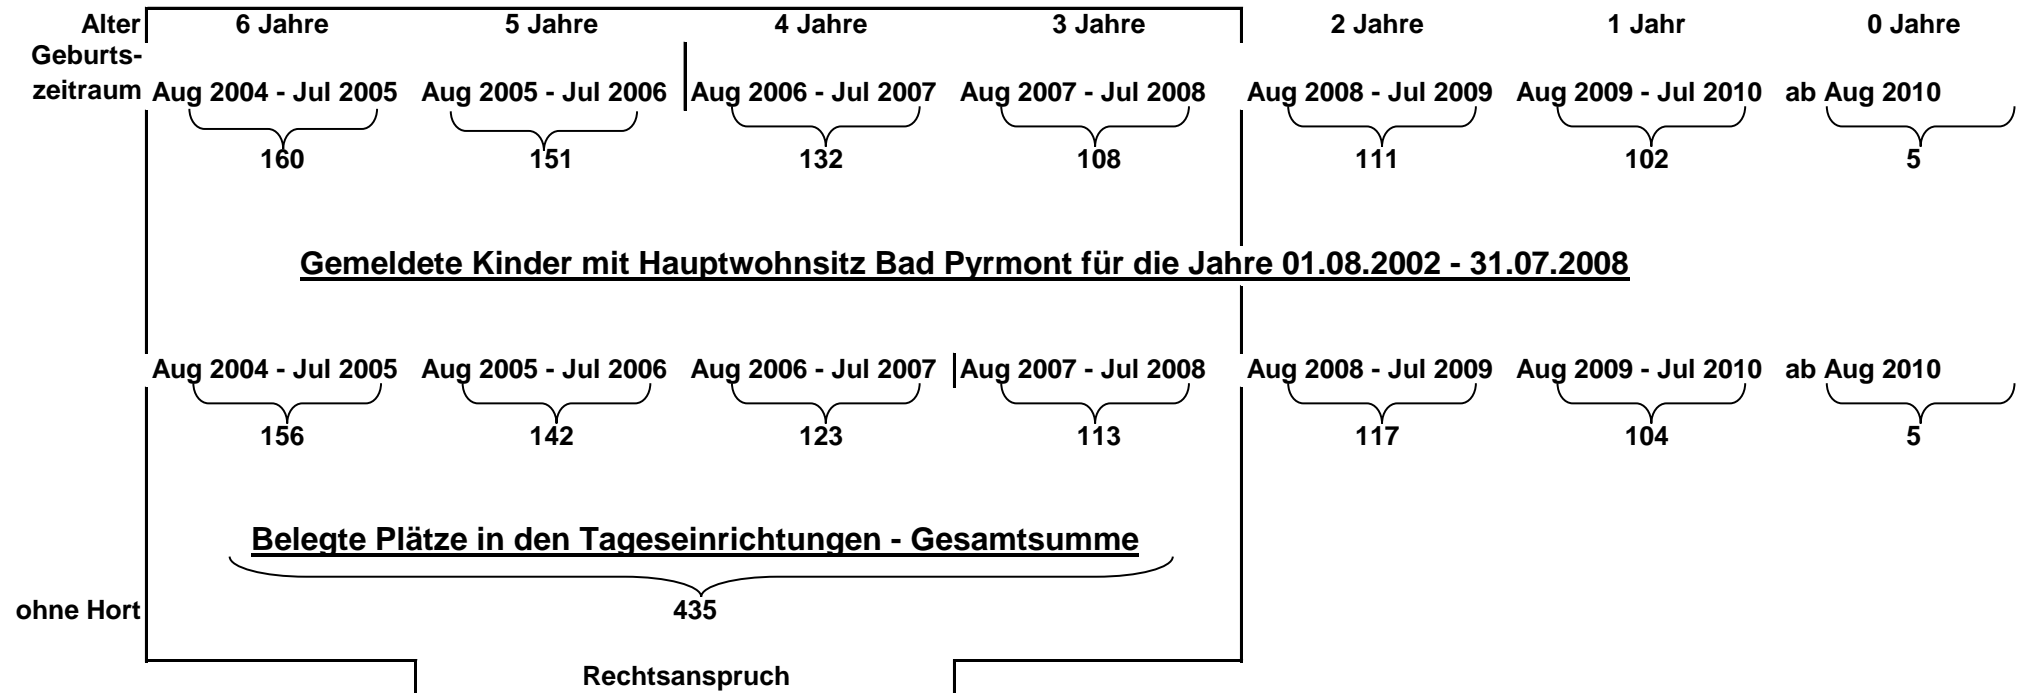 Alter 6 Jahre 5 Jahre 4 Jahre 3 Jahre 2 Jahre 1 Jahr 0 Jahre
Geburts-
zeitraum Aug 2004 - Jul 2005 Aug 2005 - Jul 2006 Aug 2006 - Jul 2007 Aug 2007 - Jul 2008 Aug 2008 - Jul 2009 Aug 2009 - Jul 2010 ab Aug 2010
160 151 132 108 111 102 5
Gemeldete Kinder mit Hauptwohnsitz Bad Pyrmont für die Jahre 01.08.2002 - 31.07.2008
Aug 2004 - Jul 2005 Aug 2005 - Jul 2006 Aug 2006 - Jul 2007 Aug 2007 - Jul 2008 Aug 2008 - Jul 2009 Aug 2009 - Jul 2010 ab Aug 2010
156 142 123 113 117 104 5
Belegte Plätze in den Tageseinrichtungen - Gesamtsumme
ohne Hort 435
Rechtsanspruch